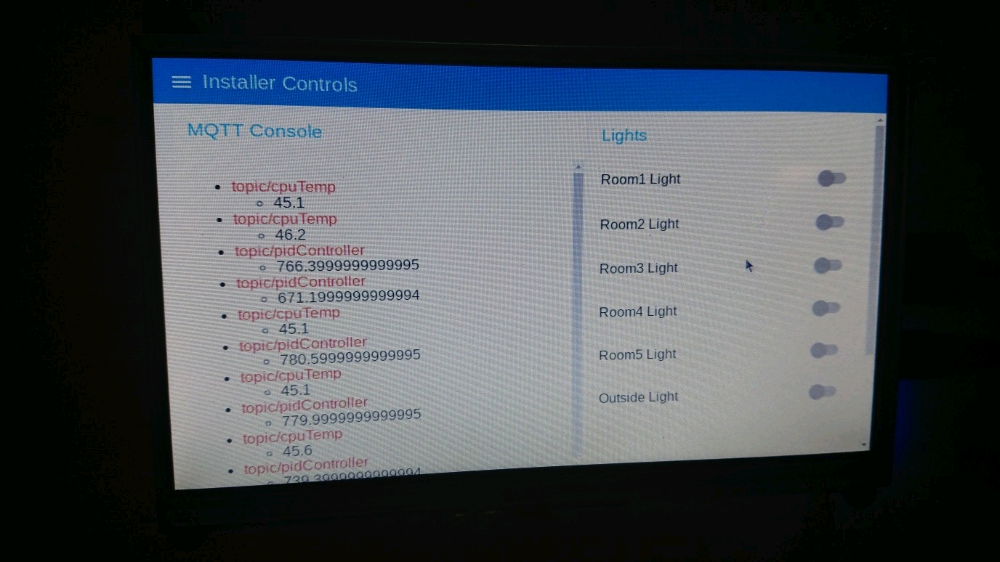 Installer Controls
MQTT Console
topic/cpuTemp
45.1
topic/cpuTemp
46.2
topic/pidController
766.3999999999995
topic/pidController
671.1999999999994
topic/cpuTemp
45.1
topic/pidController
780.5999999999995
topic/cpuTemp
45.1
topic/pidController
779.9999999999995
topic/cpuTemp
45.6
topic/pidController
739.3999999999994
Lights
Room1 Light
Room2 Light
Room3 Light
Room4 Light
Room5 Light
Outside Light